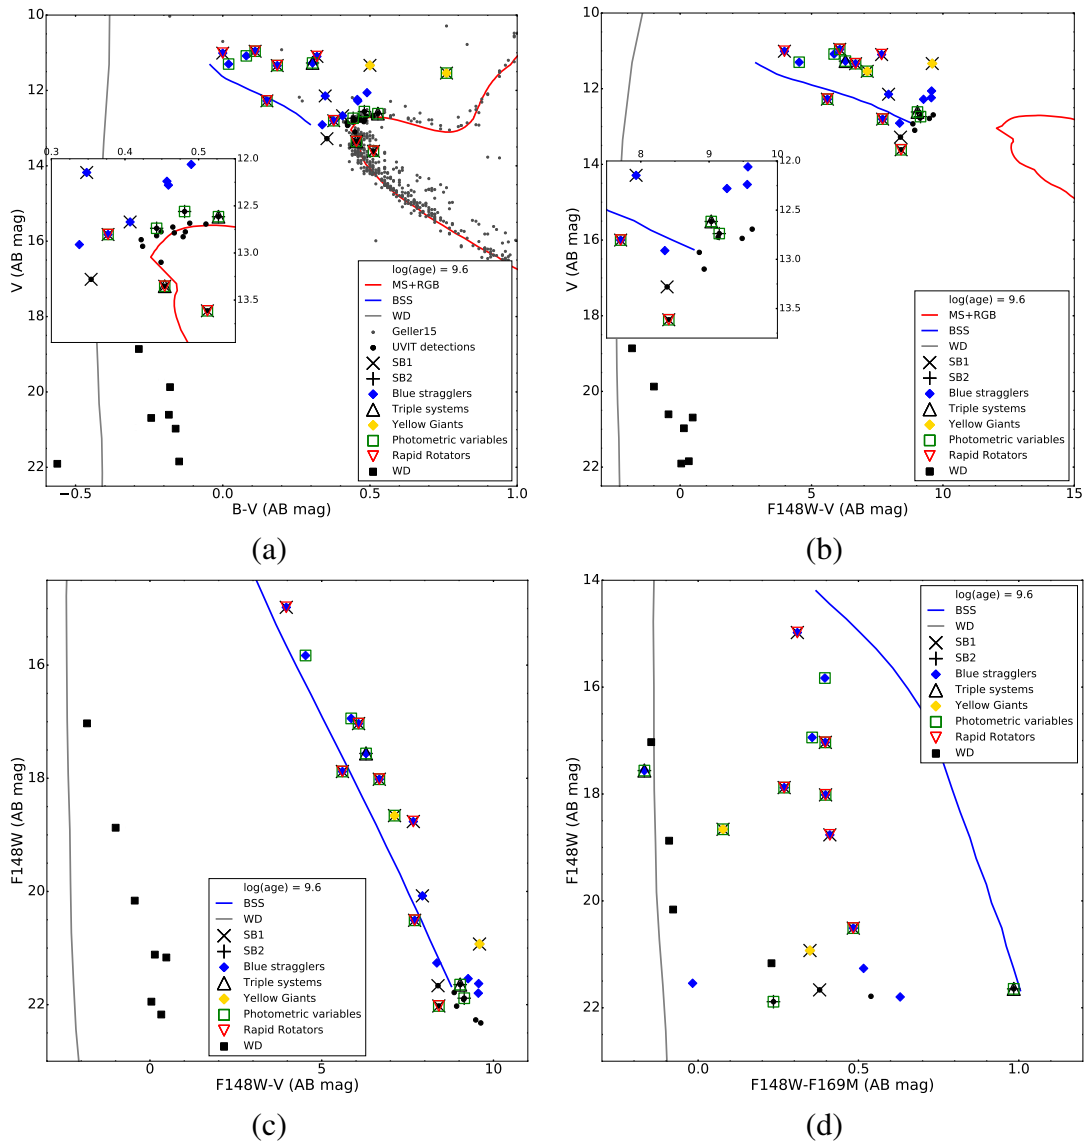 10
12
14
16
18
20
22
−0.5
0.0
0.5
1.0
B-V (AB mag)
V (AB mag)
0.3
0.4
0.5
12.0
12.5
13.0
13.5
log(age) = 9.6
MS+RGB
BSS
WD
Geller15
UVIT detections
SB1
SB2
Blue stragglers
Triple systems
Yellow Giants
Photometric variables
Rapid Rotators
WD
(a)
10
12
14
16
18
20
22
0
5
10
15
F148W-V (AB mag)
V (AB mag)
8
9
10
12.0
12.5
13.0
13.5
log(age) = 9.6
MS+RGB
BSS
WD
SB1
SB2
Blue stragglers
Triple systems
Yellow Giants
Photometric variables
Rapid Rotators
WD
(b)
16
18
20
22
0
5
10
F148W-V (AB mag)
F148W (AB mag)
log(age) = 9.6
BSS
WD
SB1
SB2
Blue stragglers
Triple systems
Yellow Giants
Photometric variables
Rapid Rotators
WD
(c)
14
16
18
20
22
0.0
0.5
1.0
F148W-F169M (AB mag)
F148W (AB mag)
log(age) = 9.6
BSS
WD
SB1
SB2
Blue stragglers
Triple systems
Yellow Giants
Photometric variables
Rapid Rotators
WD
(d)